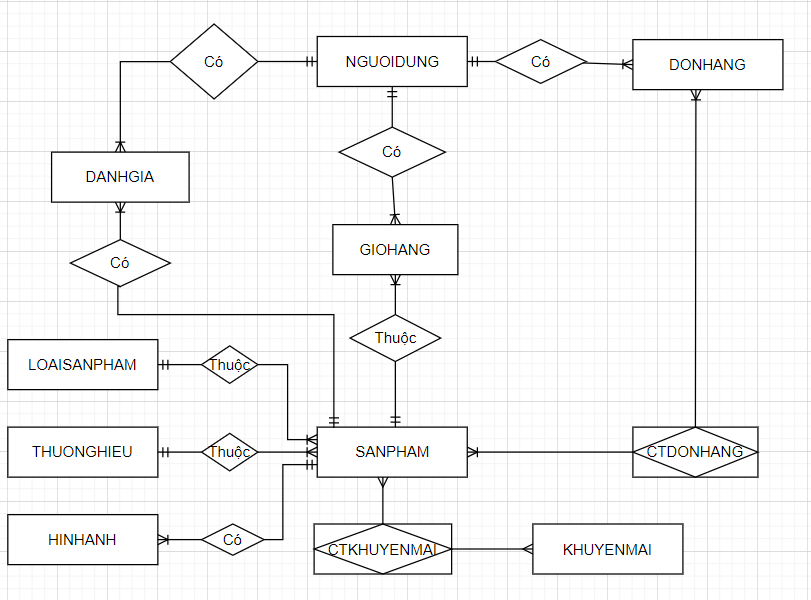 Có
NGUOIDUNG
Có
DONHANG
Có
DANHGIA
GIOHANG
Có
Thuộc
LOAISANPHAM
Thuộc
THUONGHIEU
Thuộc
SANPHAM
CTDONHANG
HINHANH
Có
CTKHUYENMAI
KHUYENMAI